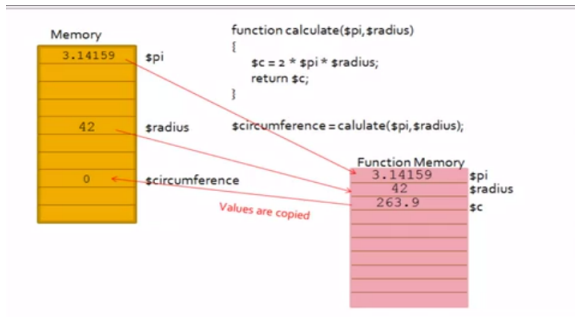 Memory
3.14159 $pi
42 $radius
0 $circumference
function calculate($pi,$radius)
{
$c = 2 * $pi * $radius;
return $c;
}
$circumference = calulate($pi,$radius);
Function Memory
3.14159 $pi
42 $radius
263.9 $c
Values are copied